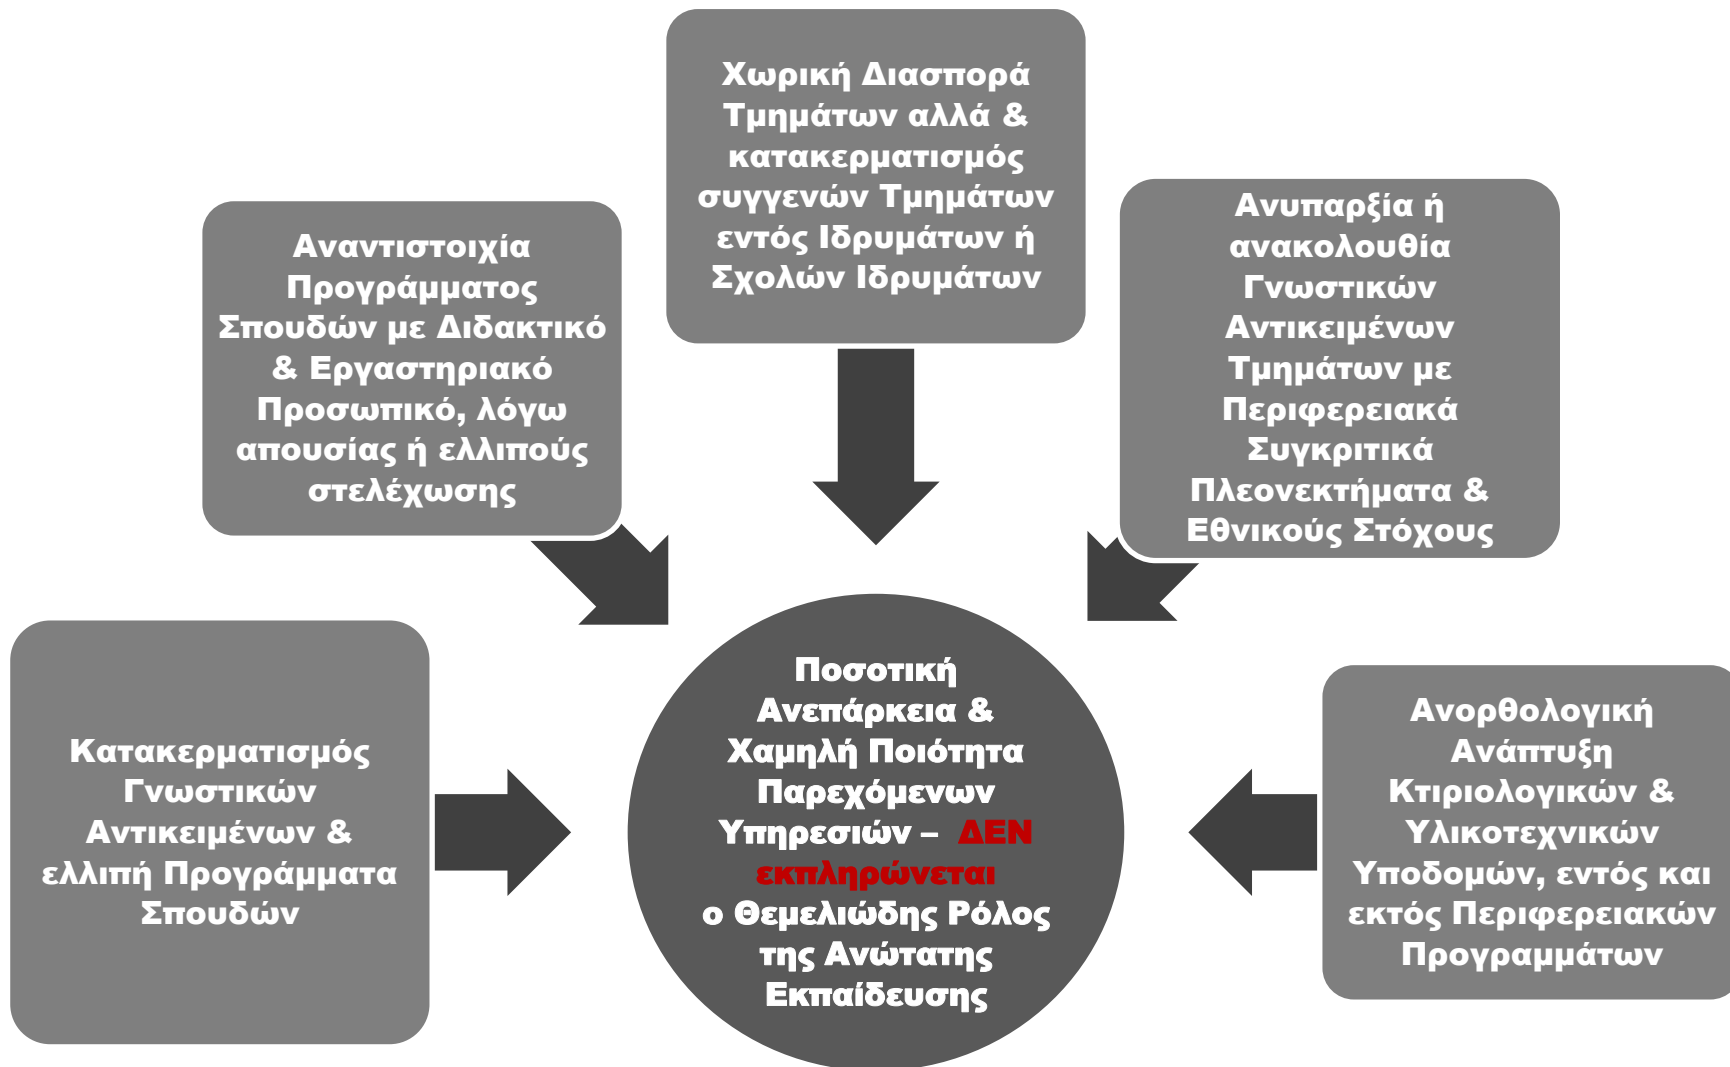 Χωρική Διασπορά
Τμημάτων αλλά &
κατακερματισμός
συγγενών Τμημάτων
εντός Ιδρυμάτων ή
Σχολών Ιδρυμάτων
Αναντιστοιχία
Προγράμματος
Σπουδών με Διδακτικό
& Εργαστηριακό
Προσωπικό, λόγω
απουσίας ή ελλιπούς
στελέχωσης
Ανυπαρξία ή
ανακολουθία
Γνωστικών
Αντικειμένων
Τμημάτων με
Περιφερειακά
Συγκριτικά
Πλεονεκτήματα &
Εθνικούς Στόχους
Κατακερματισμός
Γνωστικών
Αντικειμένων &
ελλιπή Προγράμματα
Σπουδών
Ποσοτική
Ανεπάρκεια &
Χαμηλή Ποιότητα
Παρεχόμενων
Υπηρεσιών – ΔΕΝ
εκπληρώνεται
ο Θεμελιώδης Ρόλος
της Ανώτατης
Εκπαίδευσης
Ανορθολογική
Ανάπτυξη
Κτιριολογικών &
Υλικοτεχνικών
Υποδομών, εντός και
εκτός Περιφερειακών
Προγραμμάτων